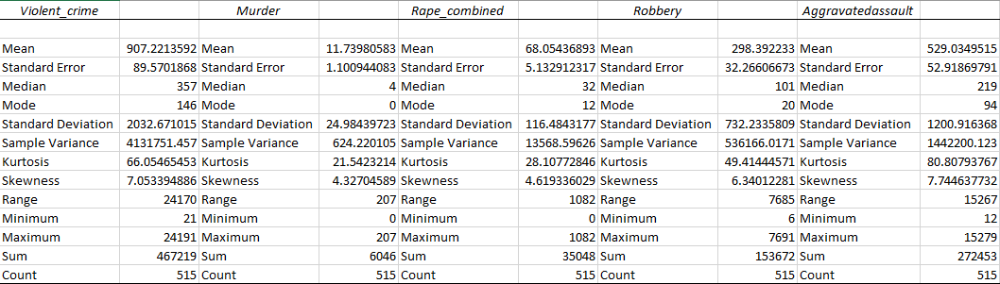 Violent_crime Murder Rape_combined Robbery Aggravatedassault
Mean 907.2213592 Mean 11.73980583 Mean 68.05436893 Mean 298.392233 Mean 529.0349515
Standard Error 89.5701868 Standard Error 1.100944083 Standard Error 5.132912317 Standard Error 32.26606673 Standard Error 52.91869791
Median 357 Median 4 Median 32 Median 101 Median 219
Mode 146 Mode 0 Mode 12 Mode 20 Mode 94
Standard Deviation 2032.671015 Standard Deviation 24.98439723 Standard Deviation 116.4843177 Standard Deviation 732.2335809 Standard Deviation 1200.916368
Sample Variance 4131751.457 Sample Variance 624.220105 Sample Variance 13568.59626 Sample Variance 536166.0171 Sample Variance 1442200.123
Kurtosis 66.05465453 Kurtosis 21.5423214 Kurtosis 28.10772846 Kurtosis 49.41444571 Kurtosis 80.80793767
Skewness 7.053394886 Skewness 4.32704589 Skewness 4.619336029 Skewness 6.34012281 Skewness 7.744637732
Range 24170 Range 207 Range 1082 Range 7685 Range 15267
Minimum 21 Minimum 0 Minimum 0 Minimum 6 Minimum 12
Maximum 24191 Maximum 207 Maximum 1082 Maximum 7691 Maximum 15279
Sum 467219 Sum 6046 Sum 35048 Sum 153672 Sum 272453
Count 515 Count 515 Count 515 Count 515 Count 515